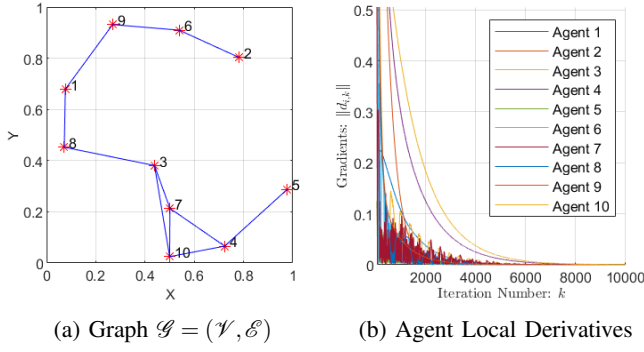 1
0.8
0.6
0.4
0.2
0
Y
0 0.2 0.4 0.6 0.8 1
X
9
6
2
1
8
3
5
7
4
10
(a) Graph 𝒢 = (𝒱, ℰ)
0.5
0.4
0.3
0.2
0.1
0
Gradients: ‖d_{i,k}‖
Agent 1
Agent 2
Agent 3
Agent 4
Agent 5
Agent 6
Agent 7
Agent 8
Agent 9
Agent 10
2000 4000 6000 8000 10000
Iteration Number: k
(b) Agent Local Derivatives